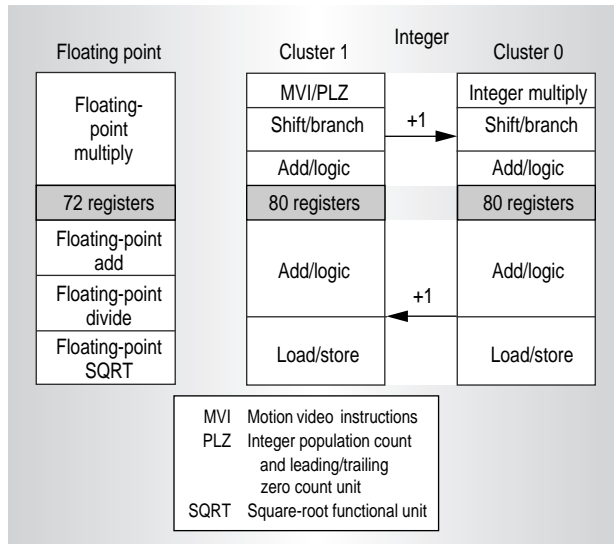 Floating point
Floating-
point
multiply
72 registers
Floating-point
add
Floating-point
divide
Floating-point
SQRT
Integer
Cluster 1
MVI/PLZ
Shift/branch
Add/logic
80 registers
Add/logic
Load/store
+1
+1
Cluster 0
Integer multiply
Shift/branch
Add/logic
80 registers
Add/logic
Load/store
MVI Motion video instructions
PLZ Integer population count
and leading/trailing
zero count unit
SQRT Square-root functional unit